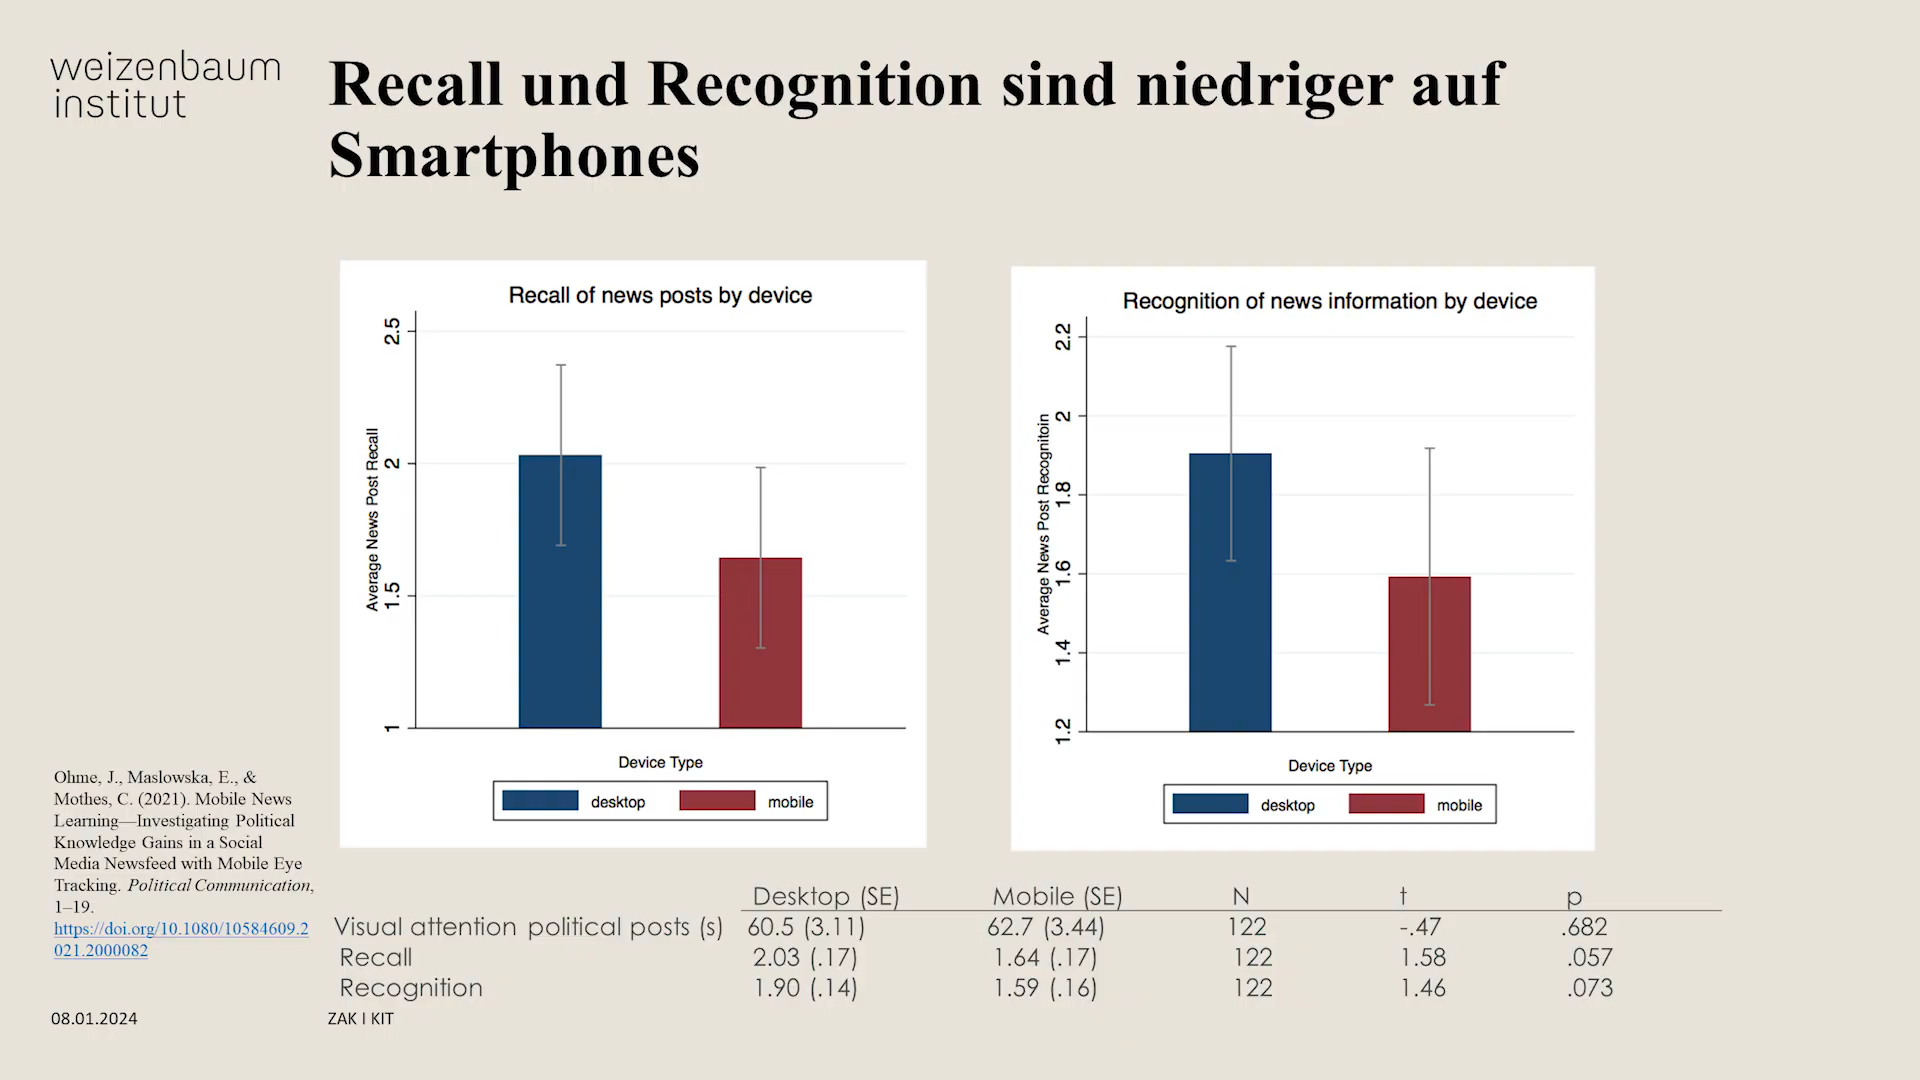 weizenbaum
institut
Recall und Recognition sind niedriger auf
Smartphones
Recall of news posts by device
Average News Post Recall
2.5
2
1.5
1
Device Type
desktop mobile
Recognition of news information by device
Average News Post Recognitoin
2.2
2
1.8
1.6
1.4
1.2
Device Type
desktop mobile
Ohme, J., Maslowska, E., &
Mothes, C. (2021). Mobile News
Learning—Investigating Political
Knowledge Gains in a Social
Media Newsfeed with Mobile Eye
Tracking. Political Communication,
1–19.
https://doi.org/10.1080/10584609.2
021.2000082
Desktop (SE) Mobile (SE) N t p
Visual attention political posts (s) 60.5 (3.11) 62.7 (3.44) 122 -.47 .682
Recall 2.03 (.17) 1.64 (.17) 122 1.58 .057
Recognition 1.90 (.14) 1.59 (.16) 122 1.46 .073
08.01.2024 ZAK I KIT